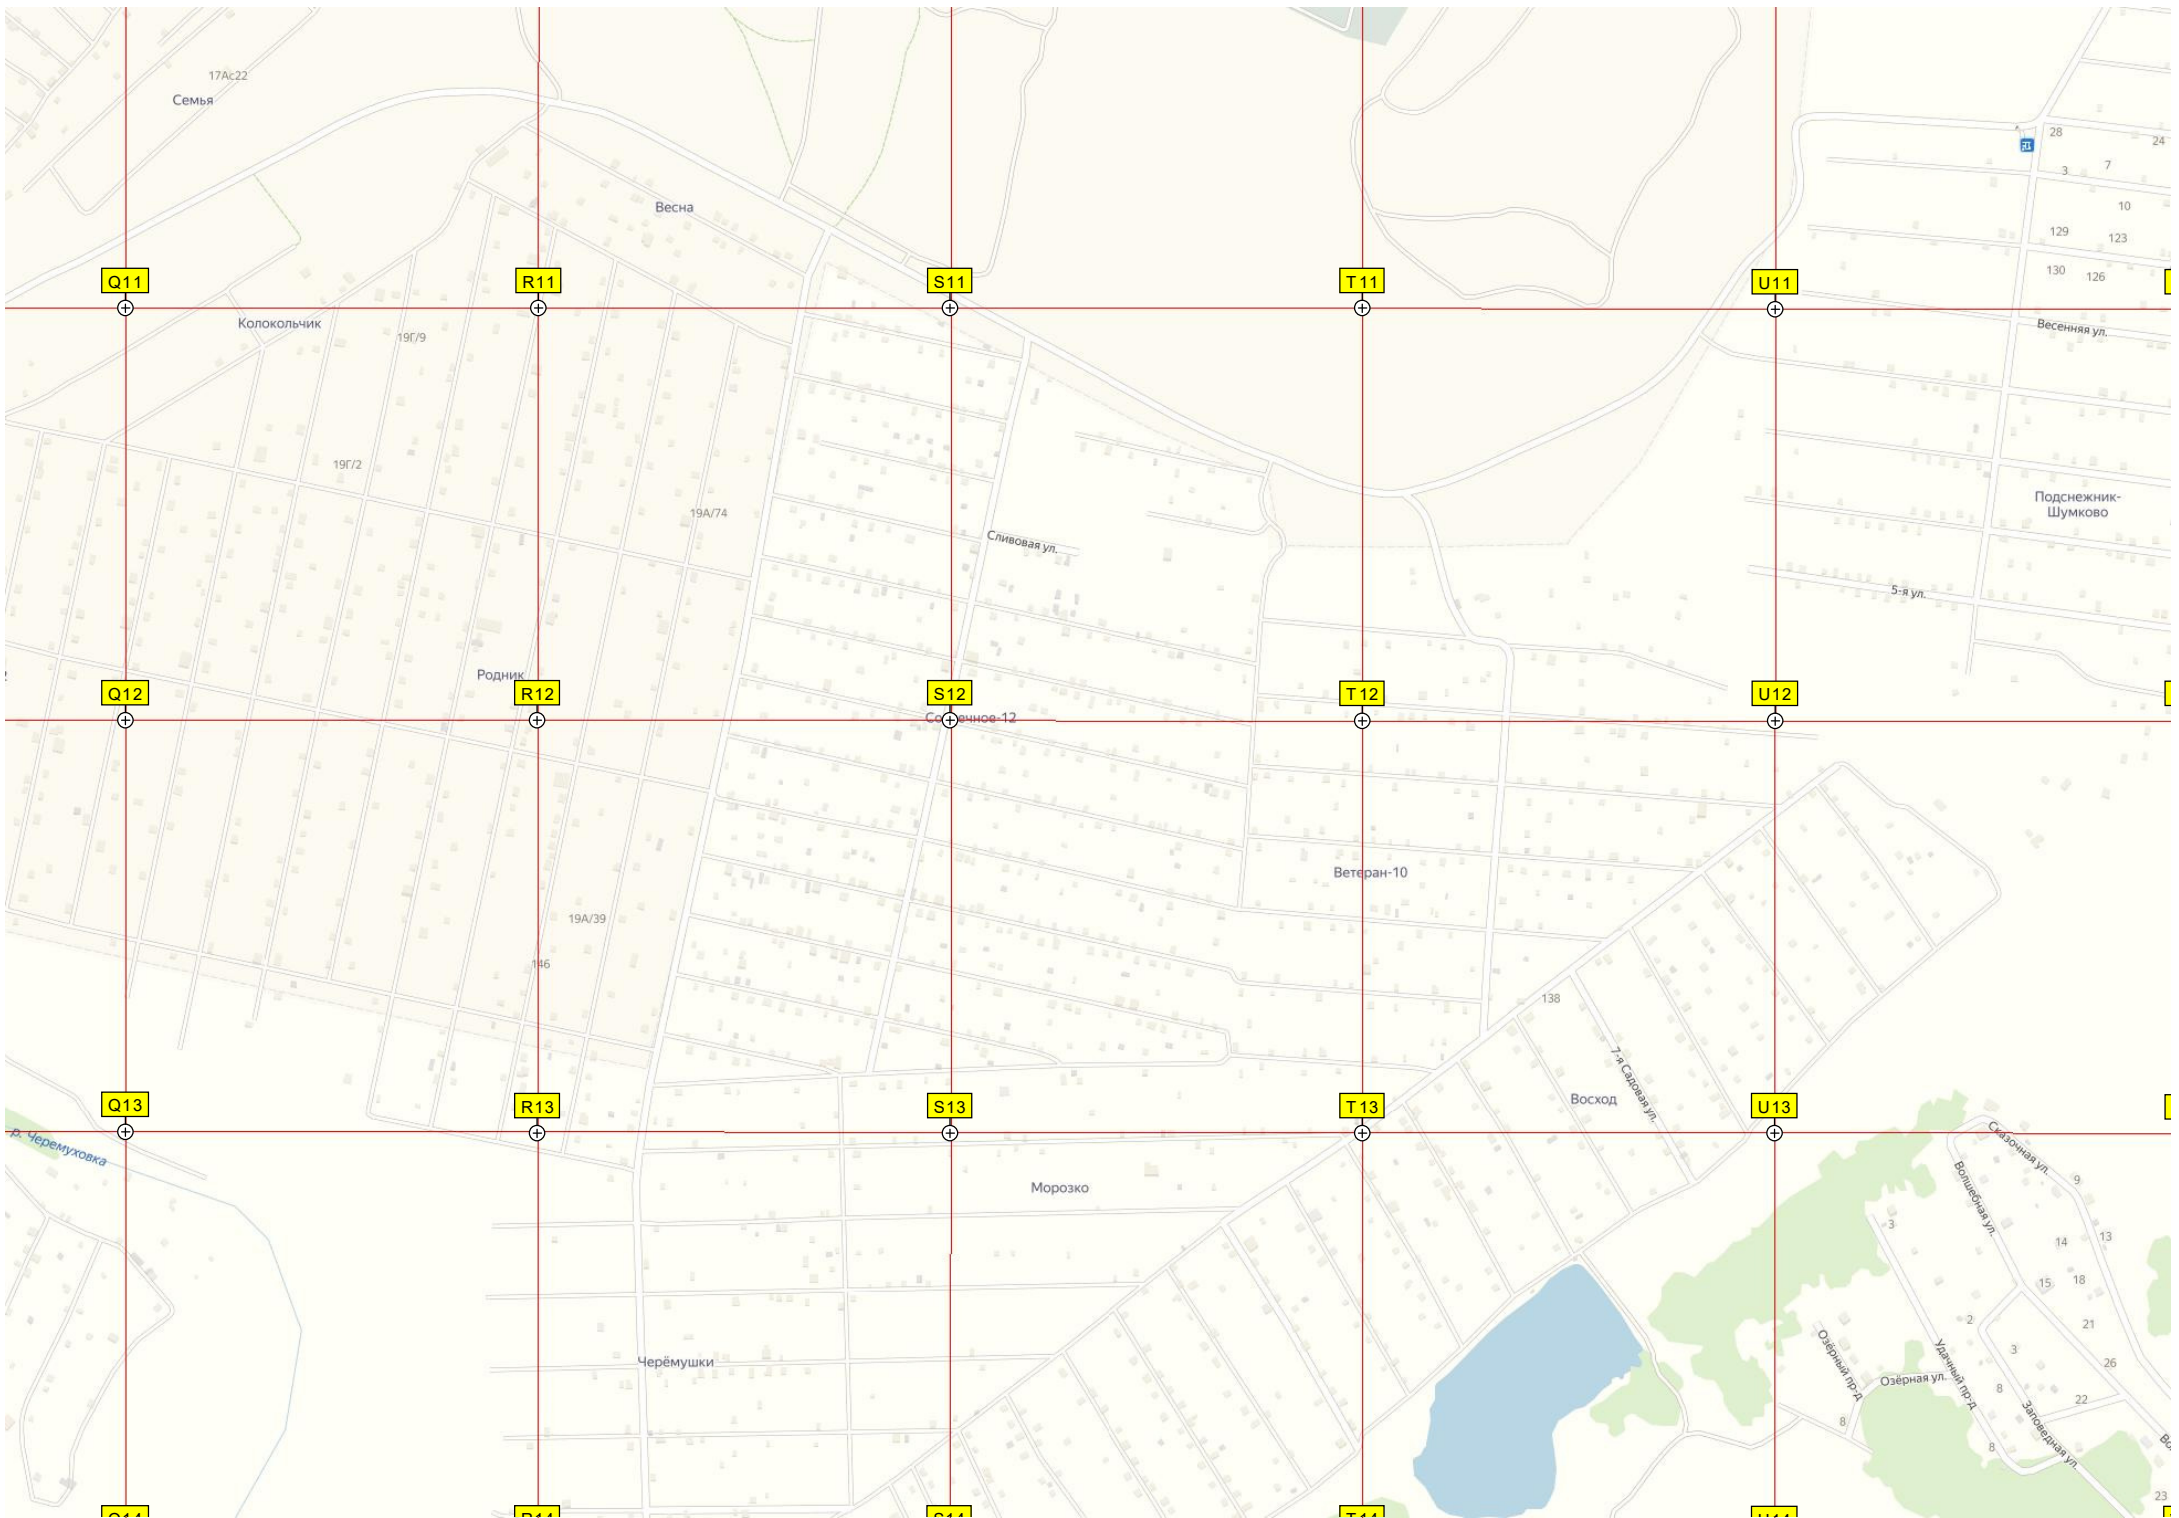 17Ас22
Семья
28
24
7
3
Весна
10
129
123
130
126
Q11
R11
S11
T11
U11
Колокольчик
19Г/9
Весенняя ул.
19Г/2
Подснежник-
Шумково
19А/74
Сливовая ул.
5-я ул.
Родник
Q12
R12
S12
T12
U12
Ветеран-10
19А/39
146
138
7-я Садовая ул.
Восход
Q13
R13
S13
T13
U13
р. Черемуховка
Сказочная ул.
Морозко
Волшебная ул.
9
3
13
14
18
15
2
21
Озёрный пр-д
Удачный пр-д
3
Черёмушки
26
Озёрная ул.
8
22
8
Заповедная ул.
8
23